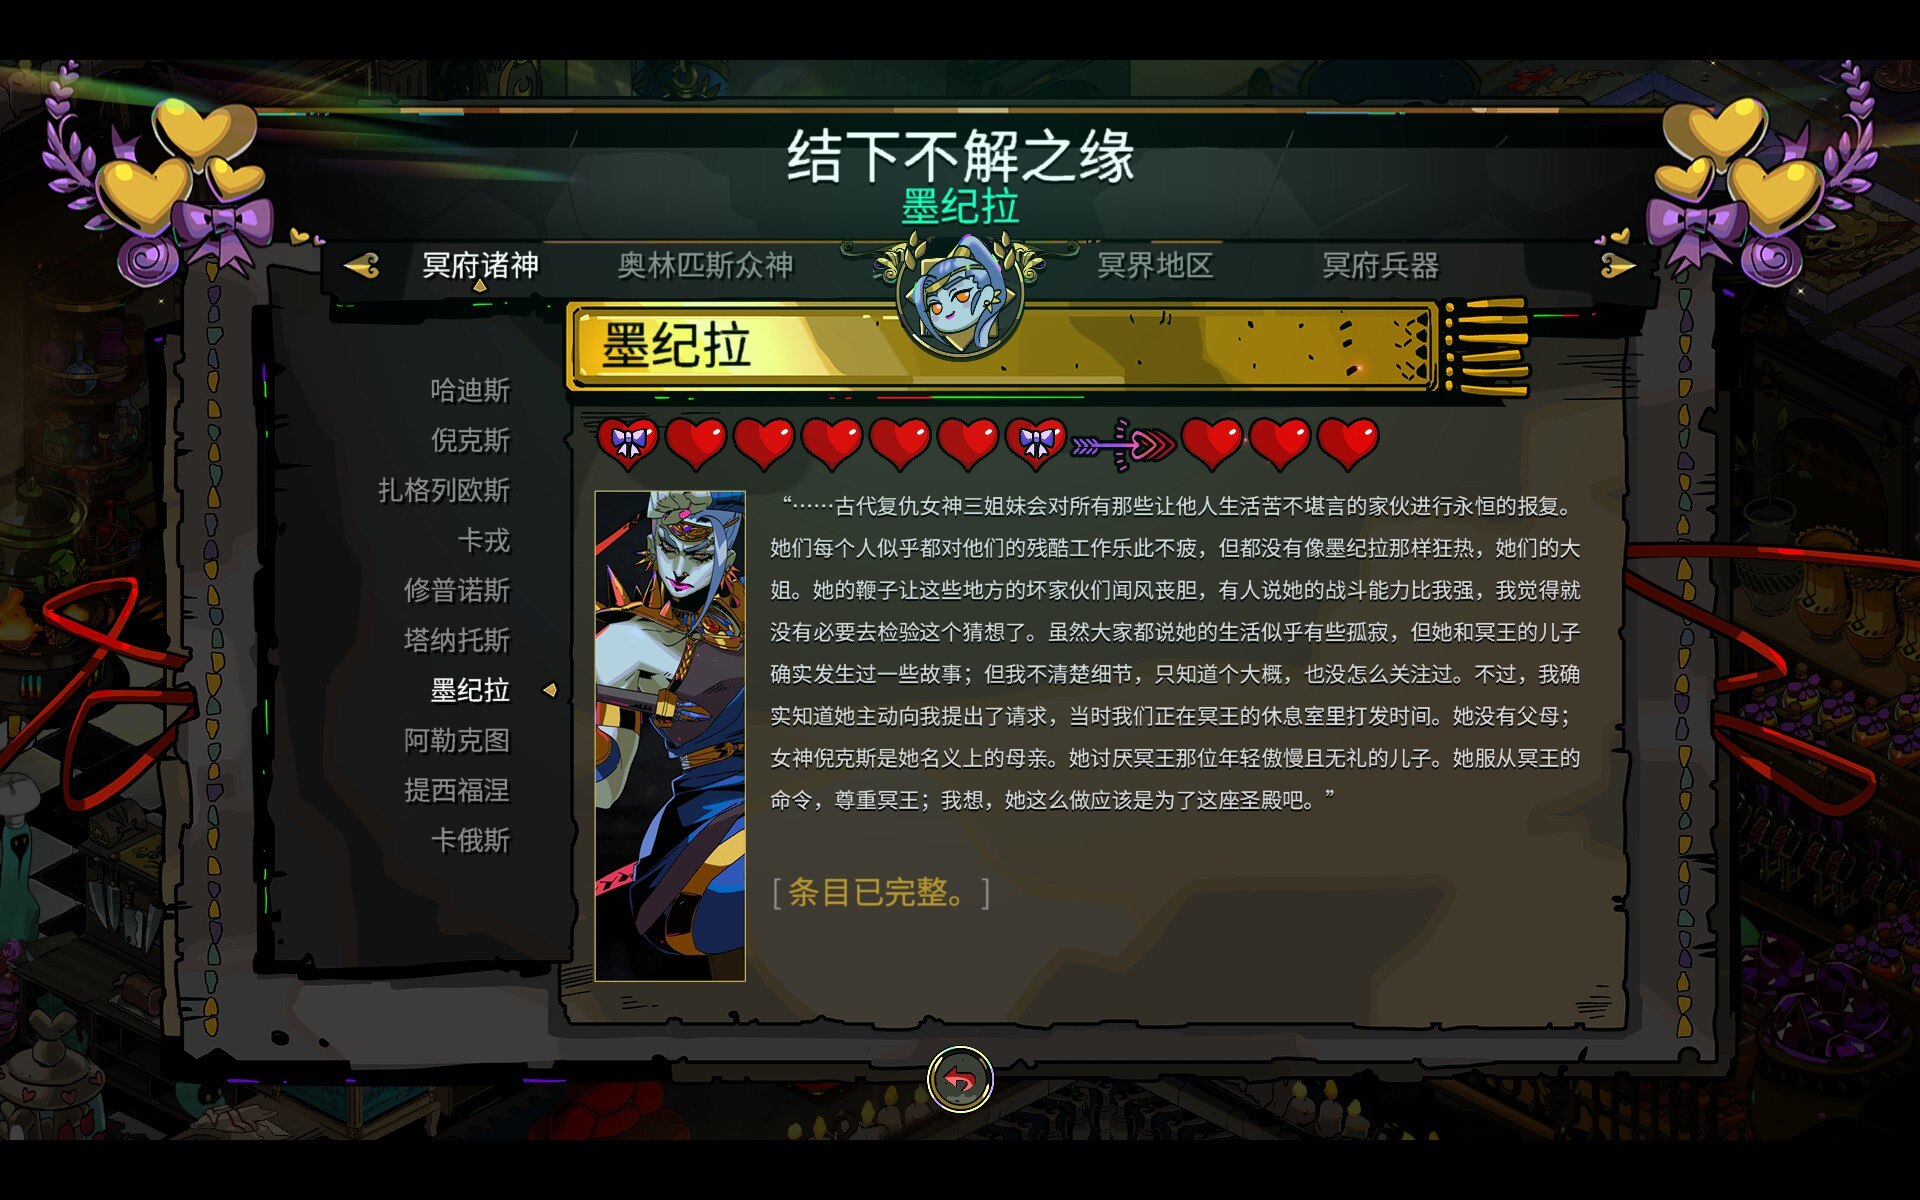 结下不解之缘
墨纪拉
冥府诸神
奥林匹斯众神
冥界地区
冥府兵器
墨纪拉
哈迪斯
倪克斯
扎格列欧斯
卡戎
修普诺斯
塔纳托斯
墨纪拉
阿勒克图
提西福涅
卡俄斯
“……古代复仇女神三姐妹会对所有那些让他人生活苦不堪言的家伙进行永恒的报复。
她们每个人似乎都对他们的残酷工作乐此不疲，但都没有像墨纪拉那样狂热，她们的大
姐。她的鞭子让这些地方的坏家伙们闻风丧胆，有人说她的战斗能力比我强，我觉得就
没有必要去检验这个猜想了。虽然大家都说她的生活似乎有些孤寂，但她和冥王的儿子
确实发生过一些故事；但我不清楚细节，只知道个大概，也没怎么关注过。不过，我确
实知道她主动向我提出了请求，当时我们正在冥王的休息室里打发时间。她没有父母；
女神倪克斯是她名义上的母亲。她讨厌冥王那位年轻傲慢且无礼的儿子。她服从冥王的
命令，尊重冥王；我想，她这么做应该是为了这座圣殿吧。”
[ 条目已完整。 ]